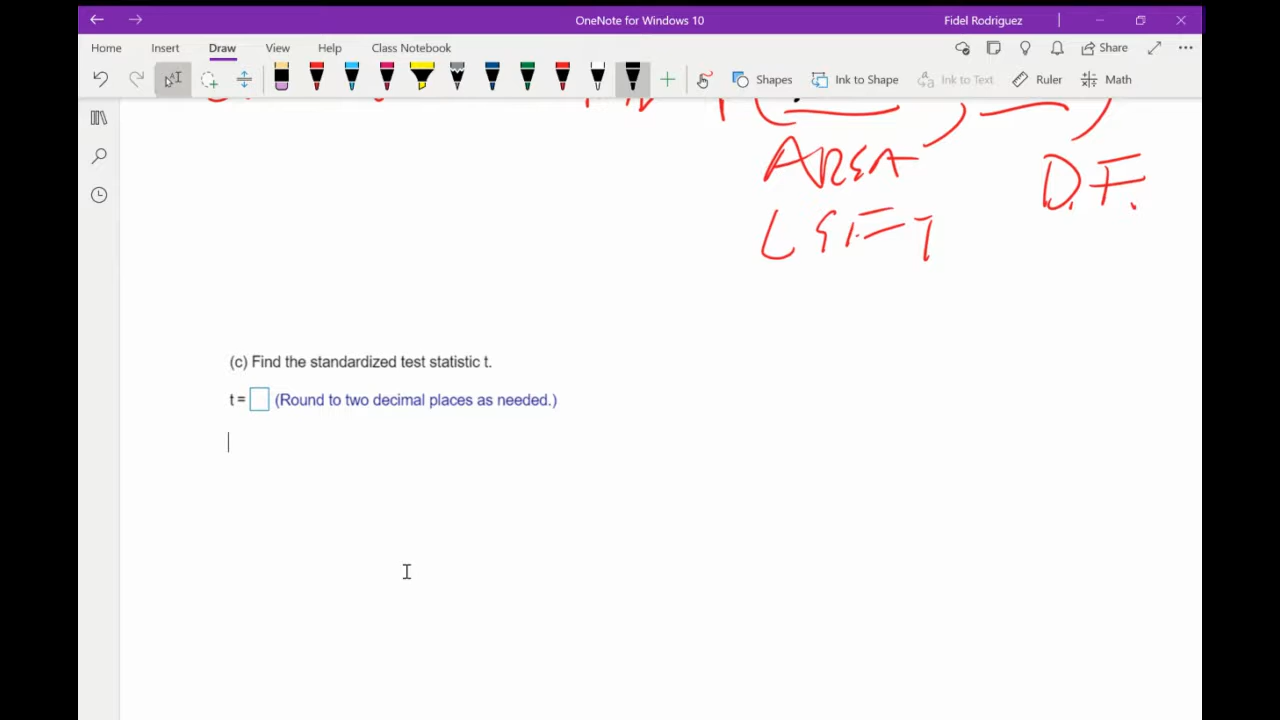 OneNote for Windows 10
Fidel Rodriguez
Home Insert Draw View Help Class Notebook
Share
Shapes Ink to Shape Ink to Text Ruler Math
AREA
D.F.
LEFT
(c) Find the standardized test statistic t.
t = (Round to two decimal places as needed.)